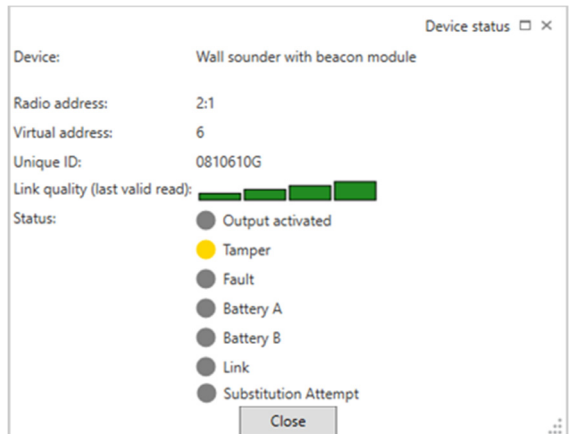 Device status
Device: Wall sounder with beacon module
Radio address: 2:1
Virtual address: 6
Unique ID: 0810610G
Link quality (last valid read):
Status: Output activated
Tamper
Fault
Battery A
Battery B
Link
Substitution Attempt
Close